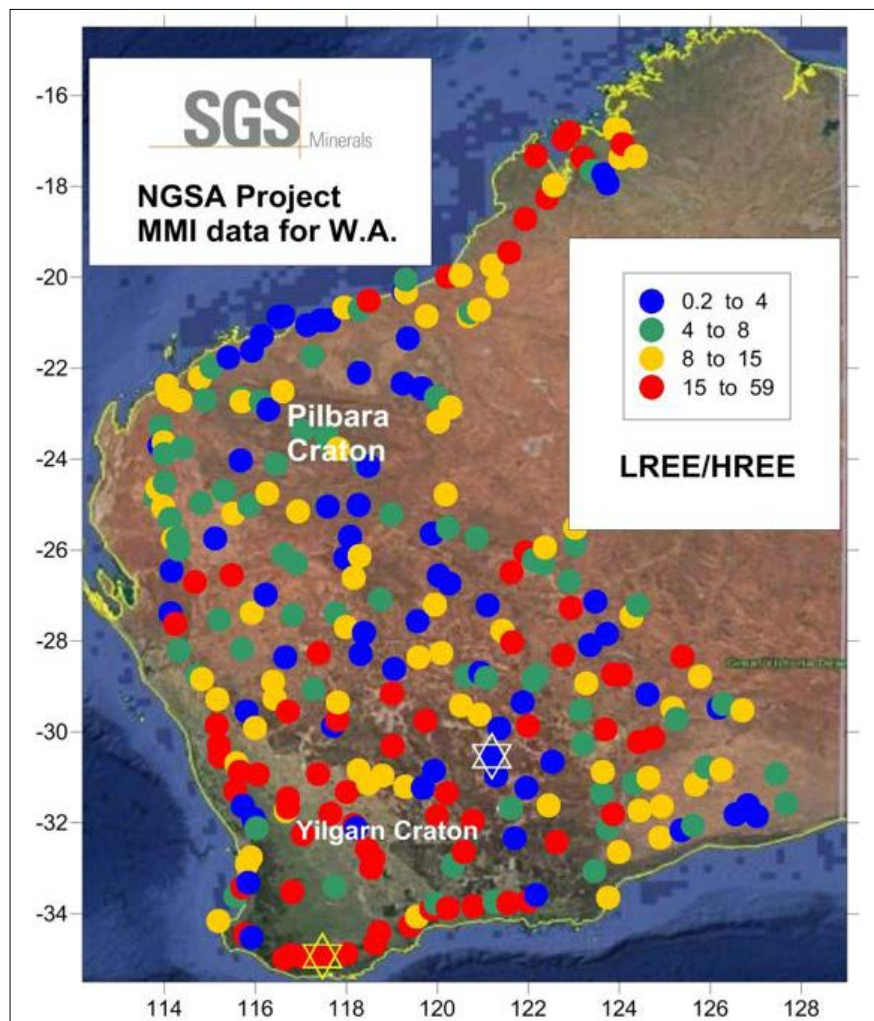 SGS
Minerals
NGSA Project
MMI data for W.A.
0.2 to 4
4 to 8
8 to 15
15 to 59
LREE/HREE
Pilbara
Craton
Yilgarn Craton
-16
-18
-20
-22
-24
-26
-28
-30
-32
-34
114
116
118
120
122
124
126
128